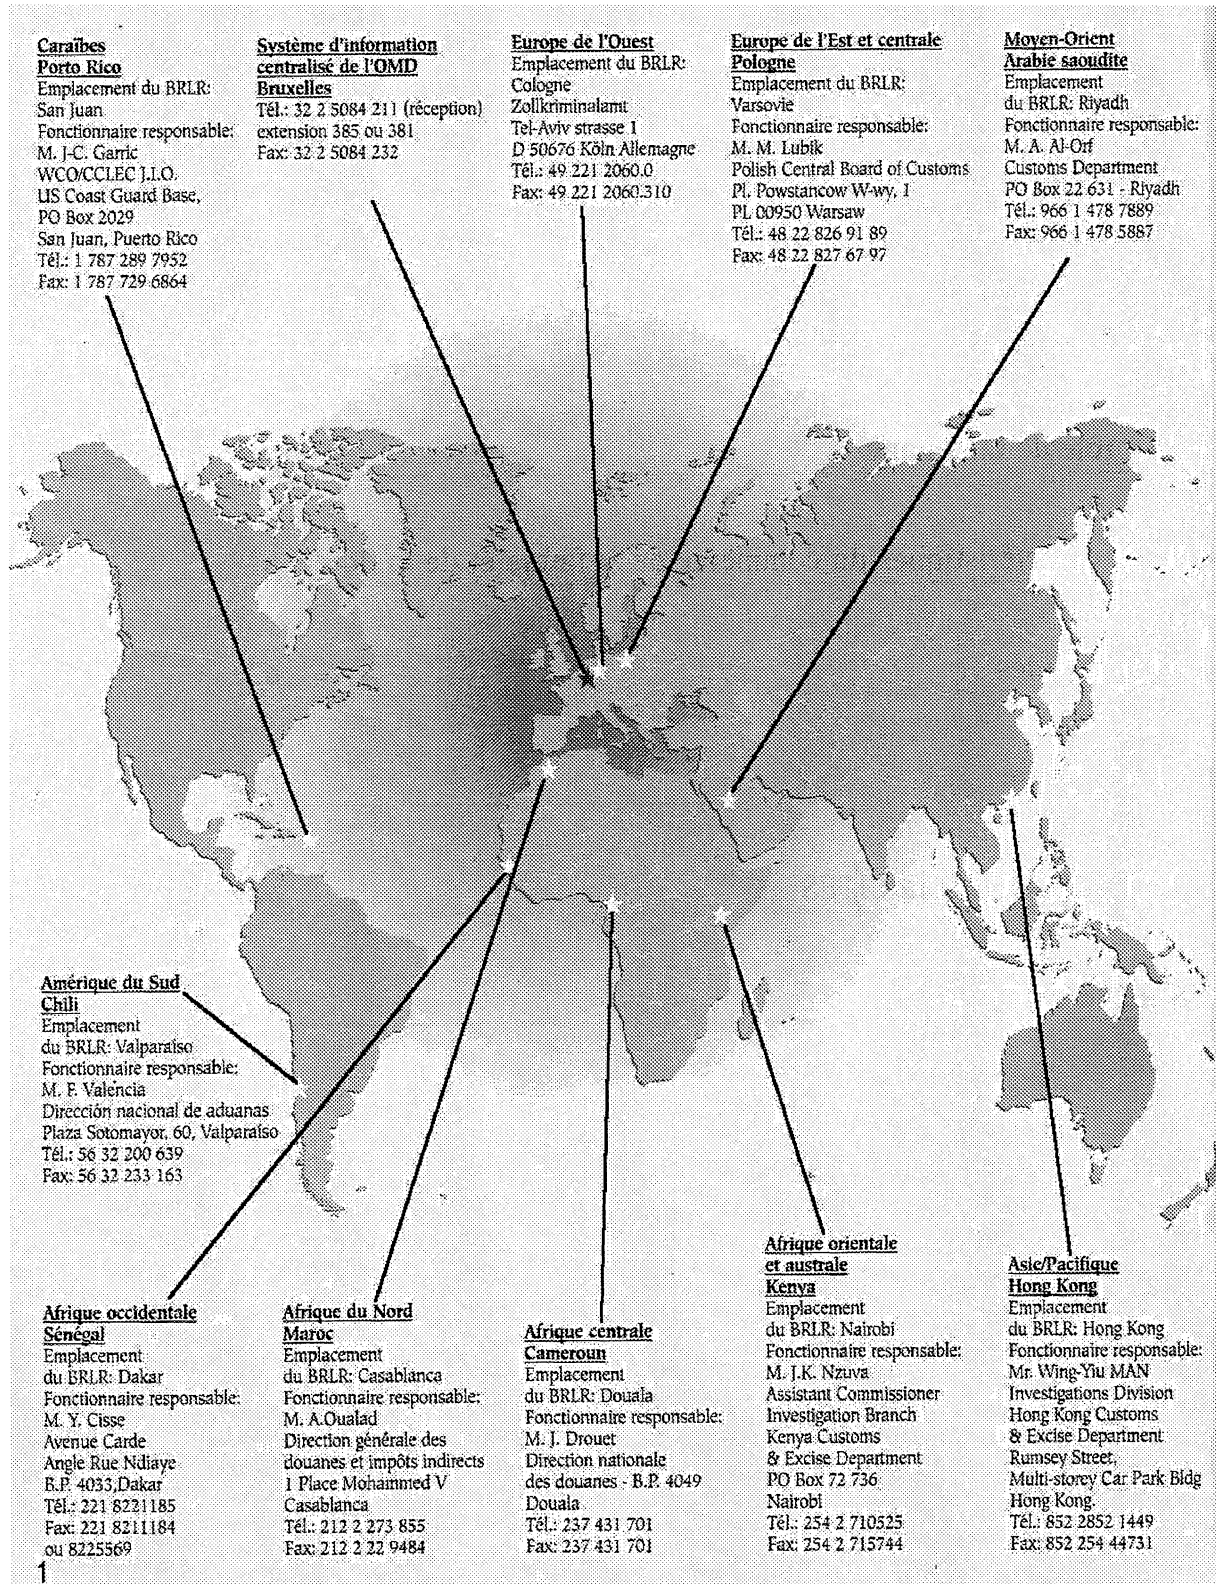 Caraïbes
Porto Rico
Emplacement du BRLR:
San Juan
Fonctionnaire responsable:
M. J-C. Garric
WCO/CCLEC J.I.O.
US Coast Guard Base,
PO Box 2029
San Juan, Puerto Rico
Tél.: 1 787 289 7952
Fax: 1 787 729 6864
Système d'information
centralisé de l'OMD
Bruxelles
Tél.: 32 2 5084 211 (réception)
extension 385 ou 381
Fax: 32 2 5084 232
Europe de l'Ouest
Emplacement du BRLR:
Cologne
Zollkriminalamt
Tel-Aviv strasse 1
D 50676 Köln Allemagne
Tél.: 49 221 2060.0
Fax: 49 221 2060.310
Europe de l'Est et centrale
Pologne
Emplacement du BRLR:
Varsovie
Fonctionnaire responsable:
M. M. Lubik
Polish Central Board of Customs
Pl. Powstancow W-wy, 1
PL 00950 Warsaw
Tél.: 48 22 826 91 89
Fax: 48 22 827 67 97
Moyen-Orient
Arabie saoudite
Emplacement
du BRLR: Riyadh
Fonctionnaire responsable:
M. A. Al-Orf
Customs Department
PO Box 22 631 - Riyadh
Tél.: 966 1 478 7889
Fax: 966 1 478 5887
Amérique du Sud
Chili
Emplacement
du BRLR: Valparaiso
Fonctionnaire responsable:
M. F. Valencia
Dirección nacional de aduanas
Plaza Sotomayor, 60, Valparaíso
Tél.: 56 32 200 639
Fax: 56 32 233 163
Afrique occidentale
Sénégal
Emplacement
du BRLR: Dakar
Fonctionnaire responsable:
M. Y. Cisse
Avenue Carde
Angle Rue Ndiaye
B.P. 4033,Dakar
Tél.: 221 8221185
Fax: 221 8211184
ou 8225569
Afrique du Nord
Maroc
Emplacement
du BRLR: Casablanca
Fonctionnaire responsable:
M. A.Oualad
Direction générale des
douanes et impôts indirects
1 Place Mohammed V
Casablanca
Tél.: 212 2 273 855
Fax: 212 2 22 9484
Afrique centrale
Cameroun
Emplacement
du BRLR: Douala
Fonctionnaire responsable:
M. J. Drouet
Direction nationale
des douanes - B.P. 4049
Douala
Tél.: 237 431 701
Fax: 237 431 701
Afrique orientale
et australe
Kenya
Emplacement
du BRLR: Nairobi
Fonctionnaire responsable:
M. J.K. Nzuva
Assistant Commissioner
Investigation Branch
Kenya Customs
& Excise Department
PO Box 72 736
Nairobi
Tél.: 254 2 710525
Fax: 254 2 715744
Asie/Pacifique
Hong Kong
Emplacement
du BRLR: Hong Kong
Fonctionnaire responsable:
Mr. Wing-Yiu MAN
Investigations Division
Hong Kong Customs
& Excise Department
Rumsey Street,
Multi-storey Car Park Bldg
Hong Kong.
Tél.: 852 2852 1449
Fax: 852 254 44731
1